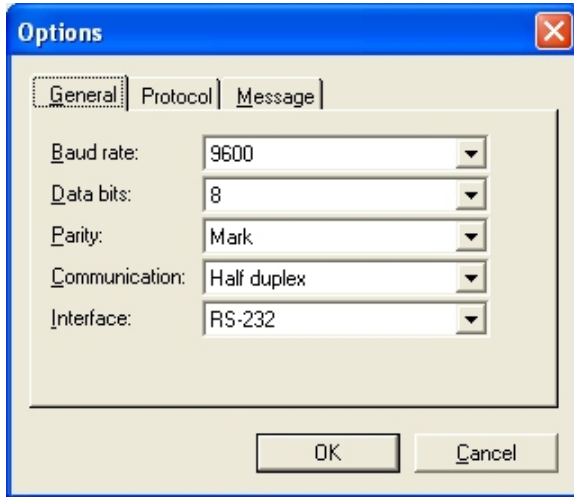 Options
General Protocol Message
Baud rate: 9600
Data bits: 8
Parity: Mark
Communication: Half duplex
Interface: RS-232
OK Cancel